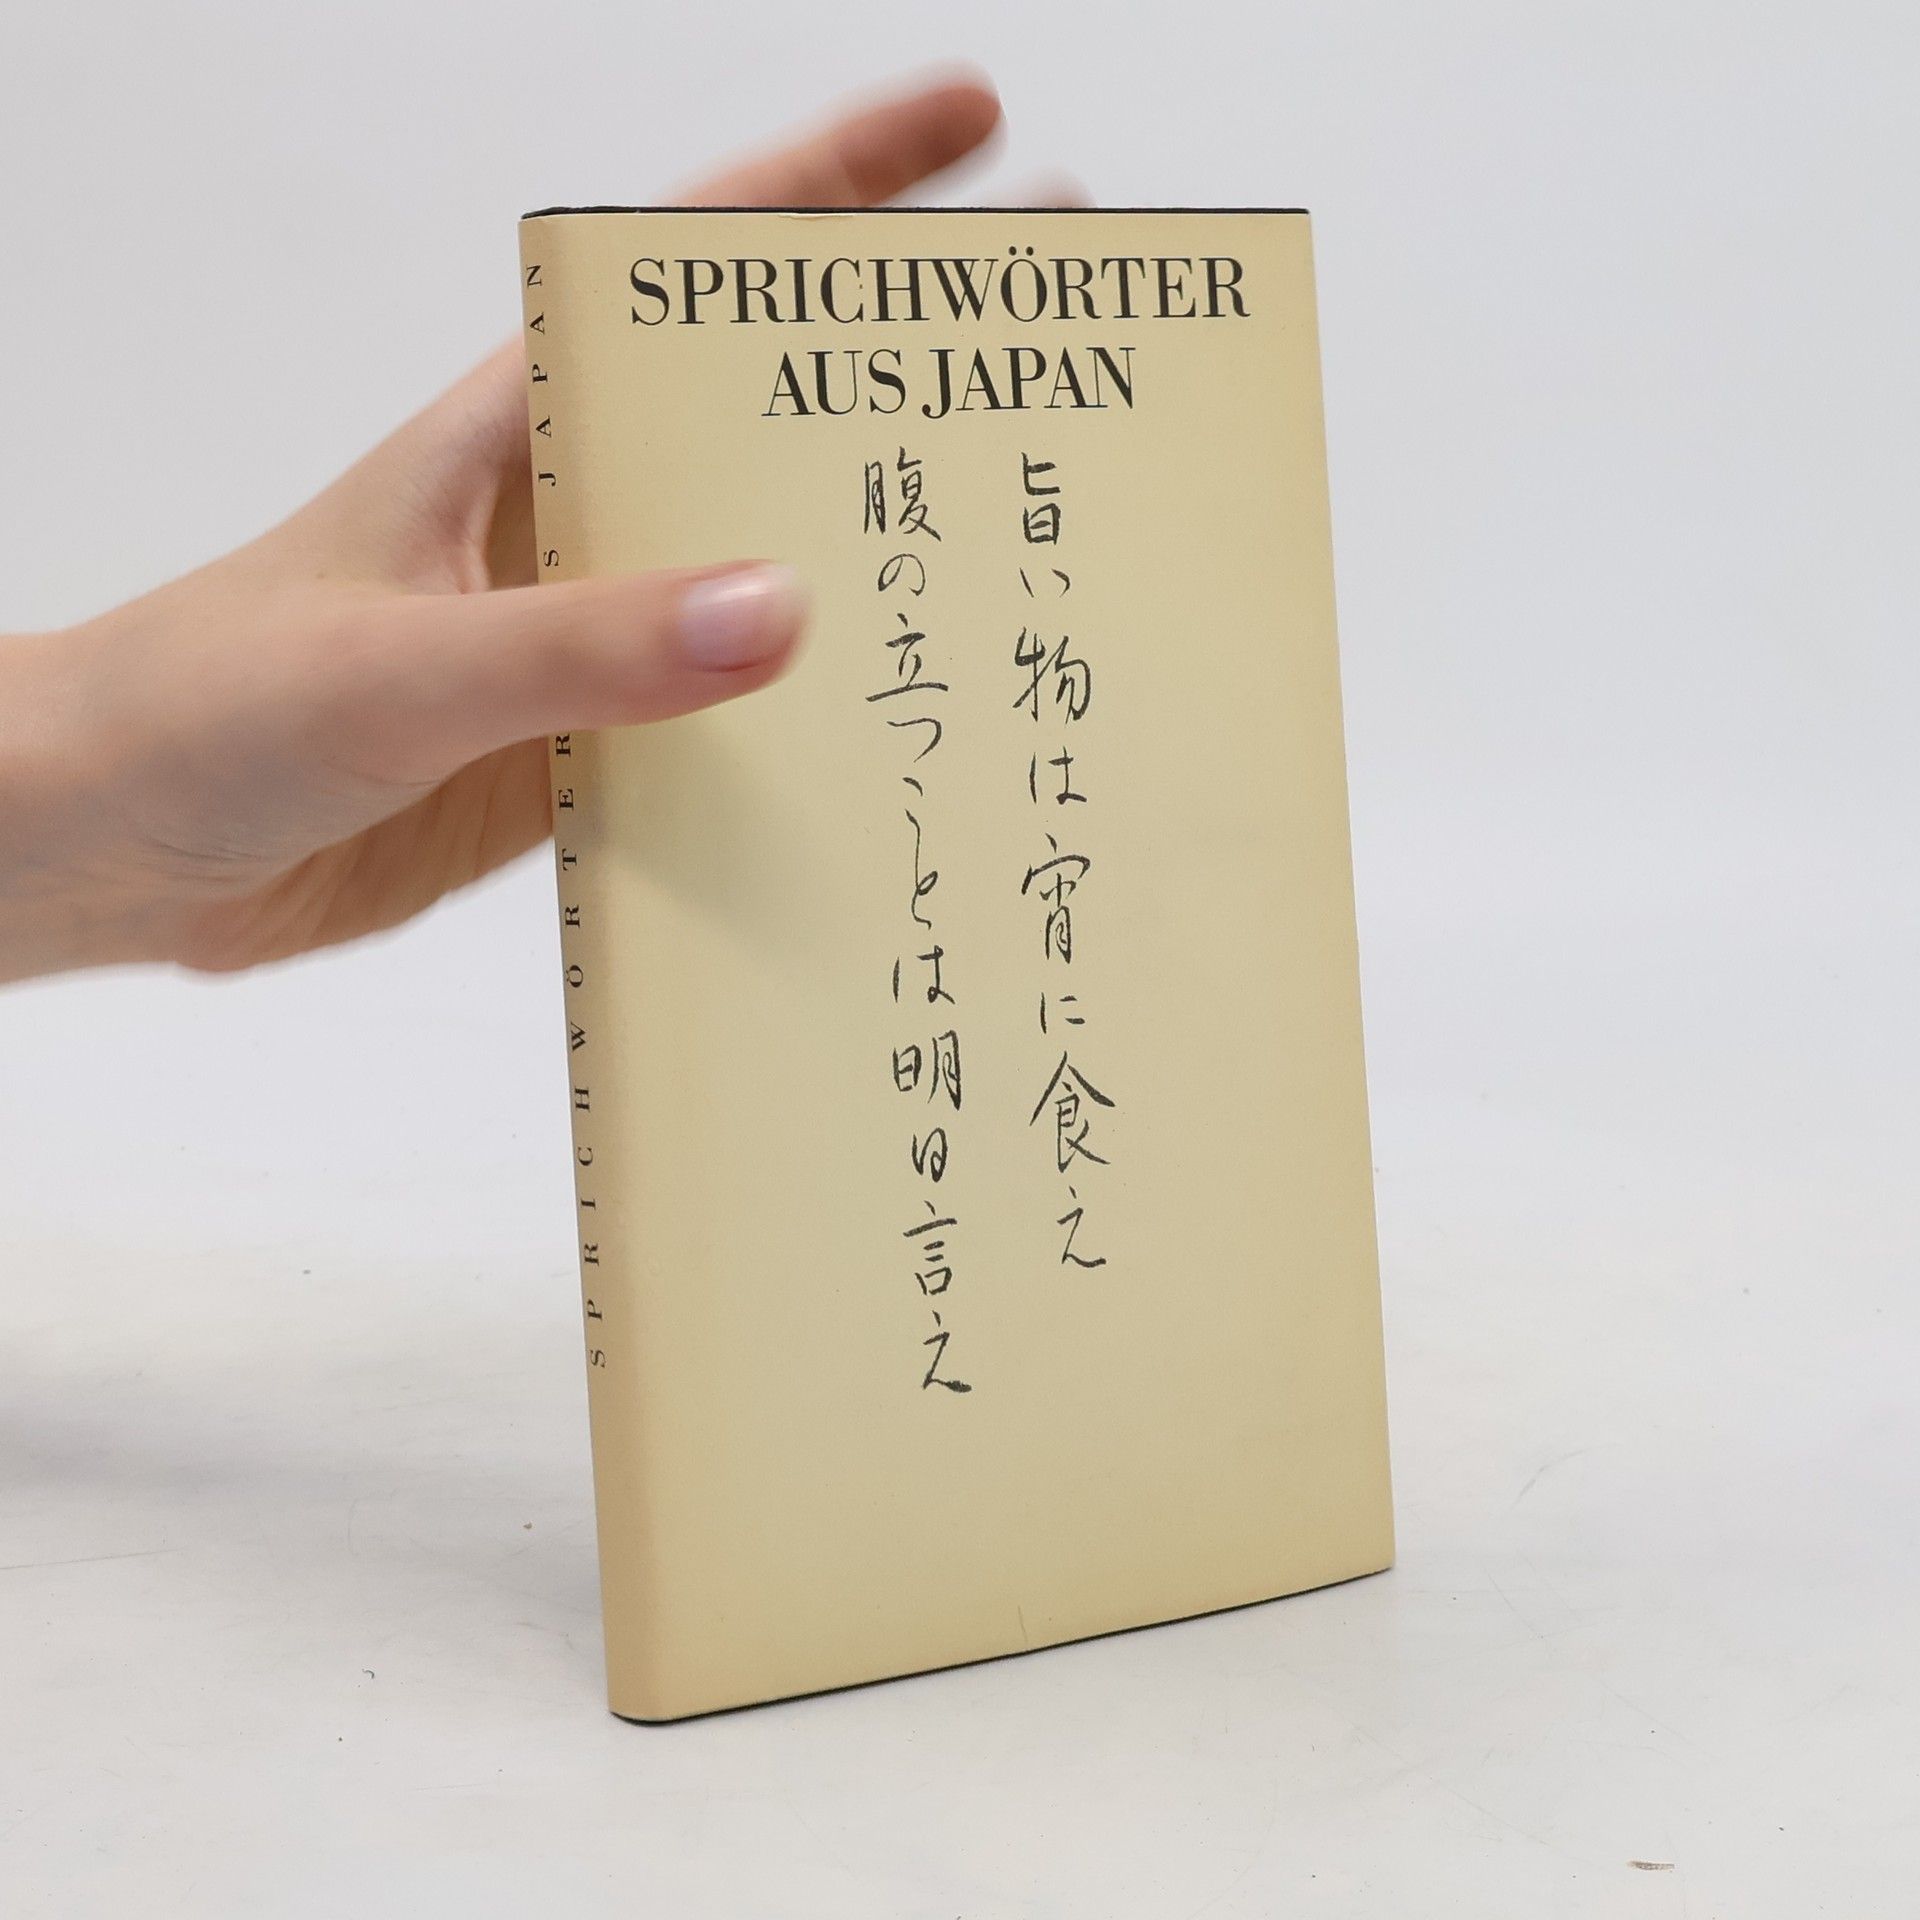 SPRICHWÖRTER
AUS JAPAN
旨い物は宵に食え
腹の立つことは明日言え
SPRICHWÖRTER S JAPAN